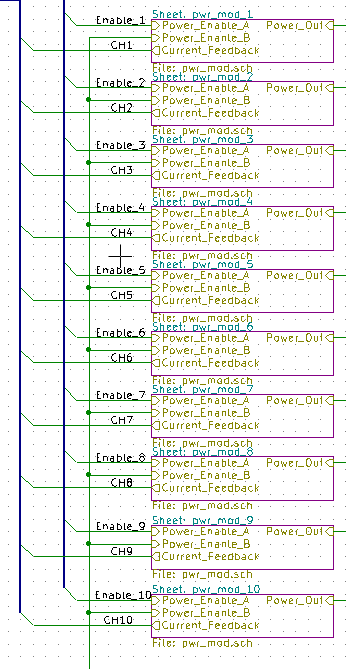 Sheet: pwr_mod_1
Enable_1 Power_Enable_A Power_Out
Power_Enable_B
CH1 Current_Feedback
File: pwr_mod.sch
Sheet: pwr_mod_2
Enable_2 Power_Enable_A Power_Out
Power_Enable_B
CH2 Current_Feedback
File: pwr_mod.sch
Sheet: pwr_mod_3
Enable_3 Power_Enable_A Power_Out
Power_Enable_B
CH3 Current_Feedback
File: pwr_mod.sch
Sheet: pwr_mod_4
Enable_4 Power_Enable_A Power_Out
Power_Enable_B
CH4 Current_Feedback
File: pwr_mod.sch
Sheet: pwr_mod_5
Enable_5 Power_Enable_A Power_Out
Power_Enable_B
CH5 Current_Feedback
File: pwr_mod.sch
Sheet: pwr_mod_6
Enable_6 Power_Enable_A Power_Out
Power_Enable_B
CH6 Current_Feedback
File: pwr_mod.sch
Sheet: pwr_mod_7
Enable_7 Power_Enable_A Power_Out
Power_Enable_B
CH7 Current_Feedback
File: pwr_mod.sch
Sheet: pwr_mod_8
Enable_8 Power_Enable_A Power_Out
Power_Enable_B
CH8 Current_Feedback
File: pwr_mod.sch
Sheet: pwr_mod_9
Enable_9 Power_Enable_A Power_Out
Power_Enable_B
CH9 Current_Feedback
File: pwr_mod.sch
Sheet: pwr_mod_10
Enable_10 Power_Enable_A Power_Out
Power_Enable_B
CH10 Current_Feedback
File: pwr_mod.sch